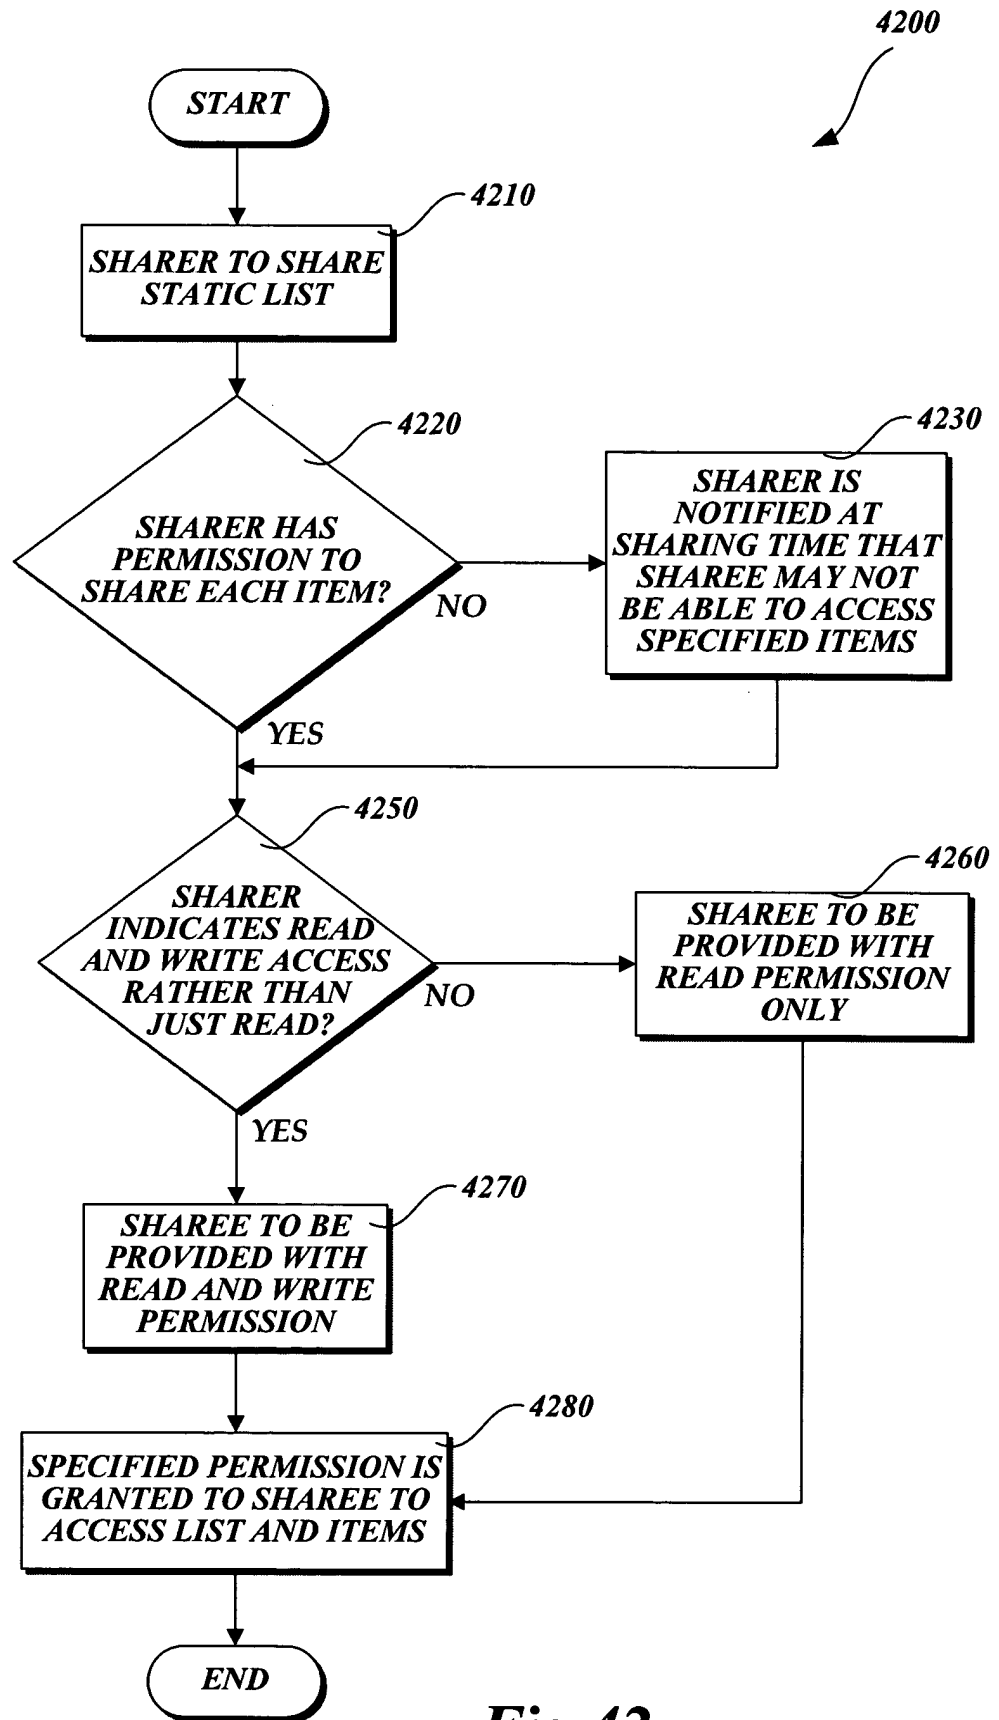 4200
START
4210
SHARER TO SHARE
STATIC LIST
4220
SHARER HAS
PERMISSION TO
SHARE EACH ITEM?
NO
YES
4230
SHARER IS
NOTIFIED AT
SHARING TIME THAT
SHAREE MAY NOT
BE ABLE TO ACCESS
SPECIFIED ITEMS
4250
SHARER
INDICATES READ
AND WRITE ACCESS
RATHER THAN
JUST READ?
NO
YES
4260
SHAREE TO BE
PROVIDED WITH
READ PERMISSION
ONLY
4270
SHAREE TO BE
PROVIDED WITH
READ AND WRITE
PERMISSION
4280
SPECIFIED PERMISSION IS
GRANTED TO SHAREE TO
ACCESS LIST AND ITEMS
END
Fig.42